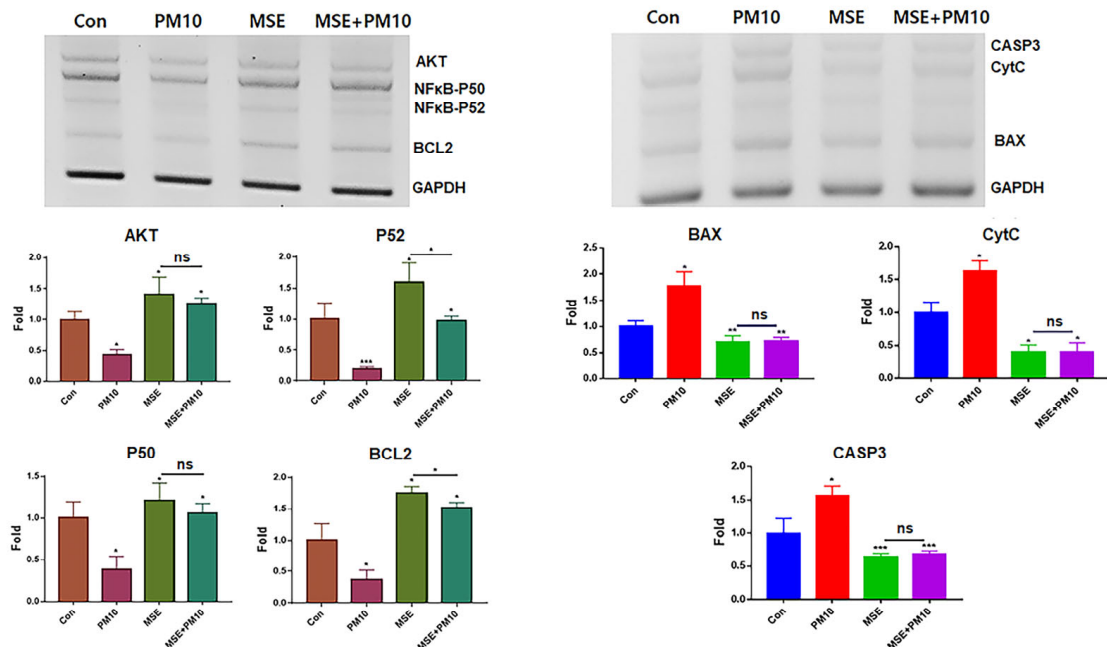 Con PM10 MSE MSE+PM10
AKT
NFκB-P50
NFκB-P52
BCL2
GAPDH
Con PM10 MSE MSE+PM10
CASP3
CytC
BAX
GAPDH
AKT
Fold
2.0
1.5
1.0
0.5
0.0
*
*
ns
*
Con PM10 MSE MSE+PM10
P52
Fold
2.0
1.5
1.0
0.5
0.0
***
*
*
*
Con PM10 MSE MSE+PM10
BAX
Fold
2.5
2.0
1.5
1.0
0.5
0.0
*
**
ns
**
Con PM10 MSE MSE+PM10
CytC
Fold
2.0
1.5
1.0
0.5
0.0
*
*
ns
*
Con PM10 MSE MSE+PM10
P50
Fold
1.5
1.0
0.5
0.0
*
*
ns
*
Con PM10 MSE MSE+PM10
BCL2
Fold
2.0
1.5
1.0
0.5
0.0
*
*
*
*
Con PM10 MSE MSE+PM10
CASP3
Fold
2.0
1.5
1.0
0.5
0.0
*
***
ns
***
Con PM10 MSE MSE+PM10